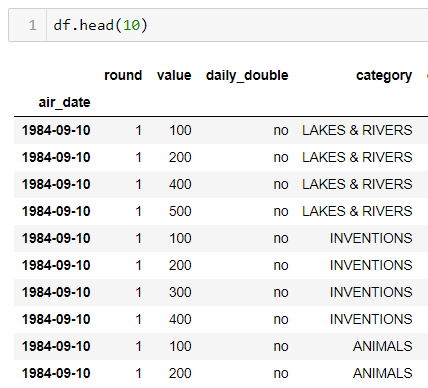 1 df.head(10)
round value daily_double category
air_date
1984-09-10 1 100 no LAKES & RIVERS
1984-09-10 1 200 no LAKES & RIVERS
1984-09-10 1 400 no LAKES & RIVERS
1984-09-10 1 500 no LAKES & RIVERS
1984-09-10 1 100 no INVENTIONS
1984-09-10 1 200 no INVENTIONS
1984-09-10 1 300 no INVENTIONS
1984-09-10 1 400 no INVENTIONS
1984-09-10 1 100 no ANIMALS
1984-09-10 1 200 no ANIMALS